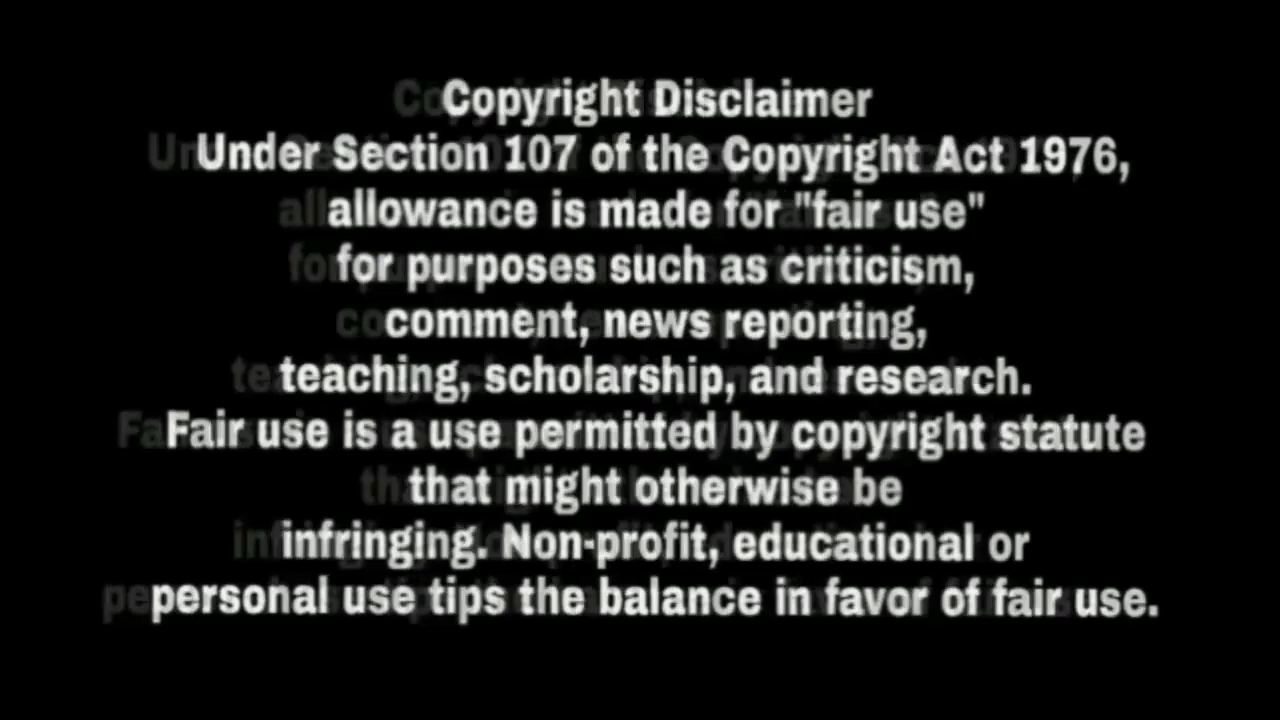 Copyright Disclaimer
Under Section 107 of the Copyright Act 1976,
allowance is made for "fair use"
for purposes such as criticism,
comment, news reporting,
teaching, scholarship, and research.
Fair use is a use permitted by copyright statute
that might otherwise be
infringing. Non-profit, educational or
personal use tips the balance in favor of fair use.